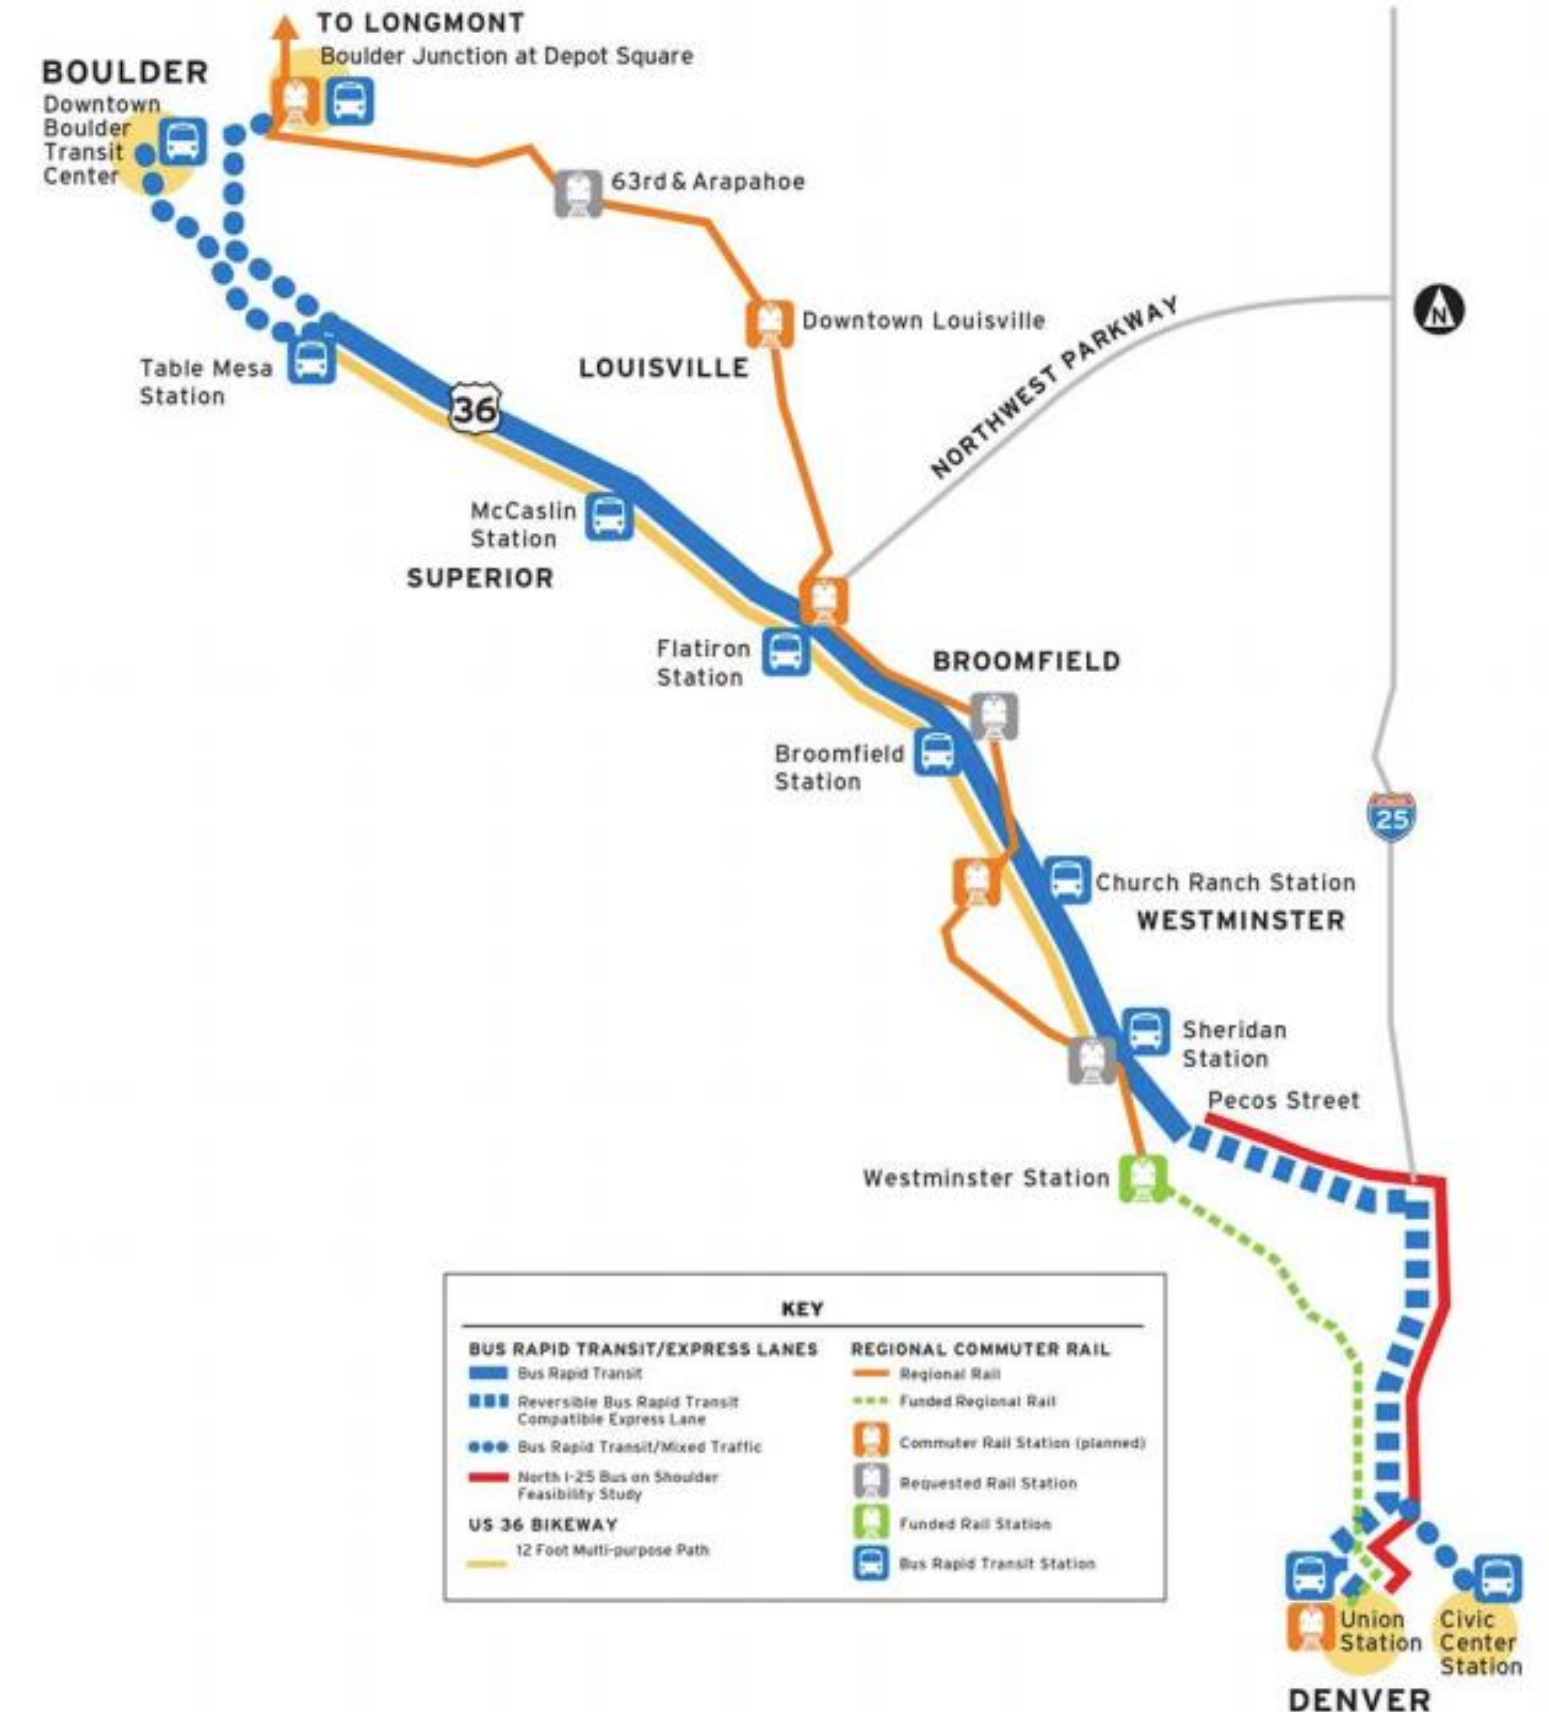 TO LONGMONT
Boulder Junction at Depot Square
BOULDER
Downtown
Boulder
Transit
Center
63rd & Arapahoe
Downtown Louisville
LOUISVILLE
NORTHWEST PARKWAY
N
Table Mesa
Station
36
McCaslin
Station
SUPERIOR
Flatiron
Station
BROOMFIELD
Broomfield
Station
25
Church Ranch Station
WESTMINSTER
Sheridan
Station
Pecos Street
Westminster Station
KEY
BUS RAPID TRANSIT/EXPRESS LANES
Bus Rapid Transit
Reversible Bus Rapid Transit
Compatible Express Lane
Bus Rapid Transit/Mixed Traffic
North I-25 Bus on Shoulder
Feasibility Study
US 36 BIKEWAY
12 Foot Multi-purpose Path
REGIONAL COMMUTER RAIL
Regional Rail
Funded Regional Rail
Commuter Rail Station (planned)
Requested Rail Station
Funded Rail Station
Bus Rapid Transit Station
Union
Station
Civic
Center
Station
DENVER